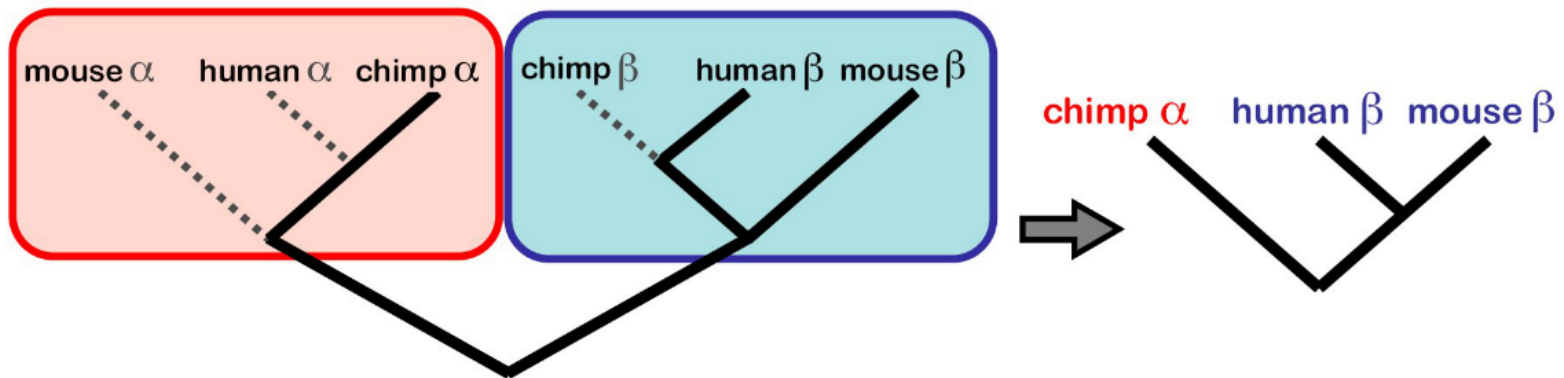 mouse α human α chimp α chimp β human β mouse β
chimp α human β mouse β